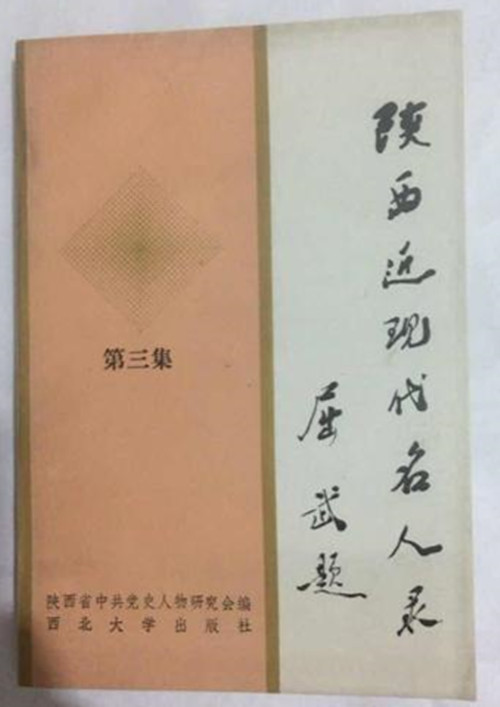 陕西近现代名人录
屈武题
第三集
陕西省中共党史人物研究会编
西北大学出版社